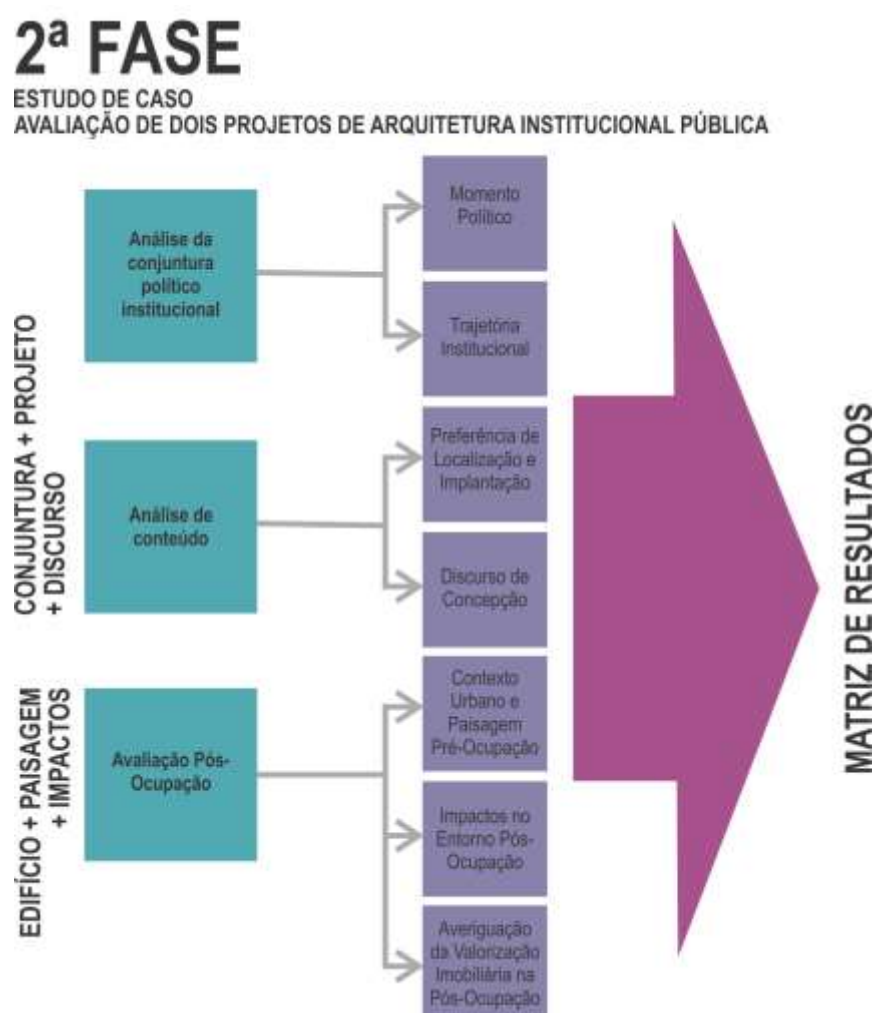 2ª FASE
ESTUDO DE CASO
AVALIAÇÃO DE DOIS PROJETOS DE ARQUITETURA INSTITUCIONAL PÚBLICA
CONJUNTURA + PROJETO
+ DISCURSO
Análise da
conjuntura
político
institucional
Momento
Político
Trajetória
Institucional
Análise de
conteúdo
Preferência de
Localização e
Implantação
Discurso de
Concepção
EDIFÍCIO + PAISAGEM
+ IMPACTOS
Avaliação Pós-
Ocupação
Contexto
Urbano e
Paisagem
Pré-Ocupação
Impactos no
Entorno Pós-
Ocupação
Averiguação
da Valorização
Imobiliária na
Pós-Ocupação
MATRIZ DE RESULTADOS